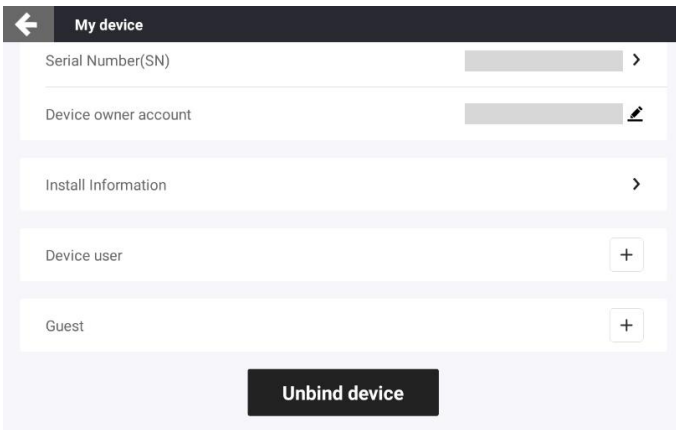 My device
Serial Number(SN)
Device owner account
Install Information
Device user
Guest
Unbind device